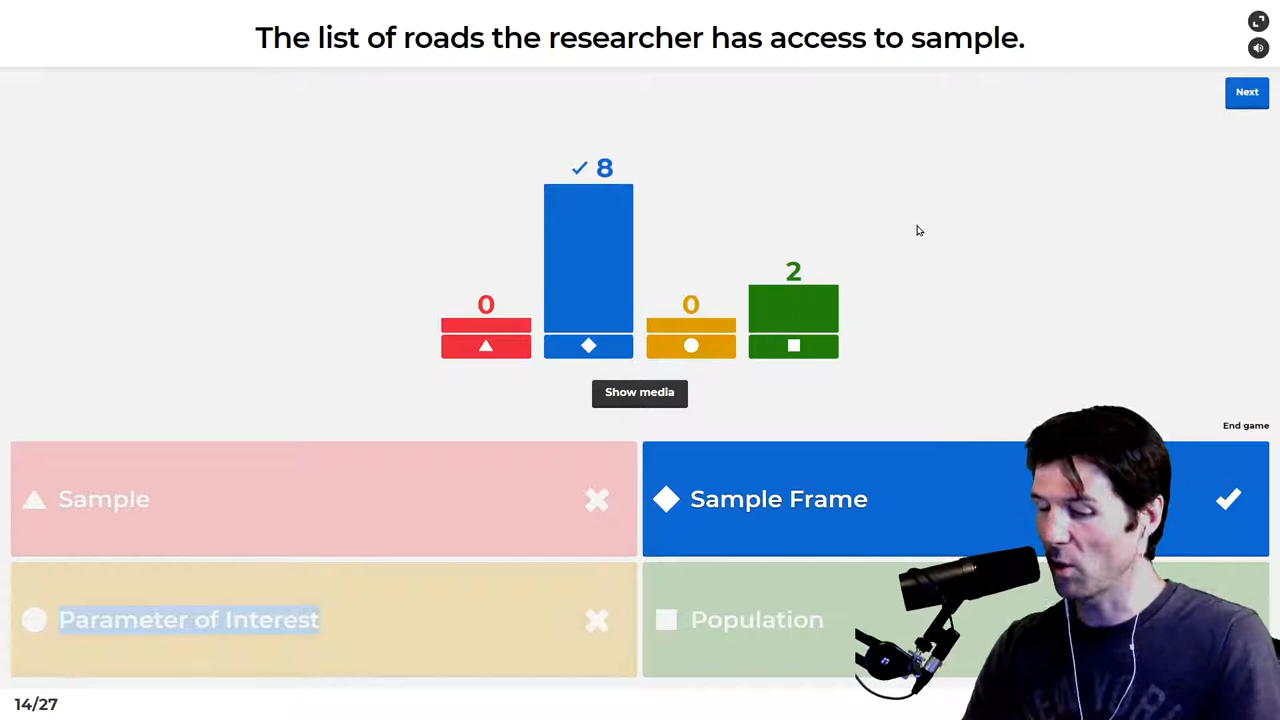 The list of roads the researcher has access to sample.
Next
8
2
0
0
Show media
End game
Sample
Sample Frame
Parameter of Interest
Population
14/27